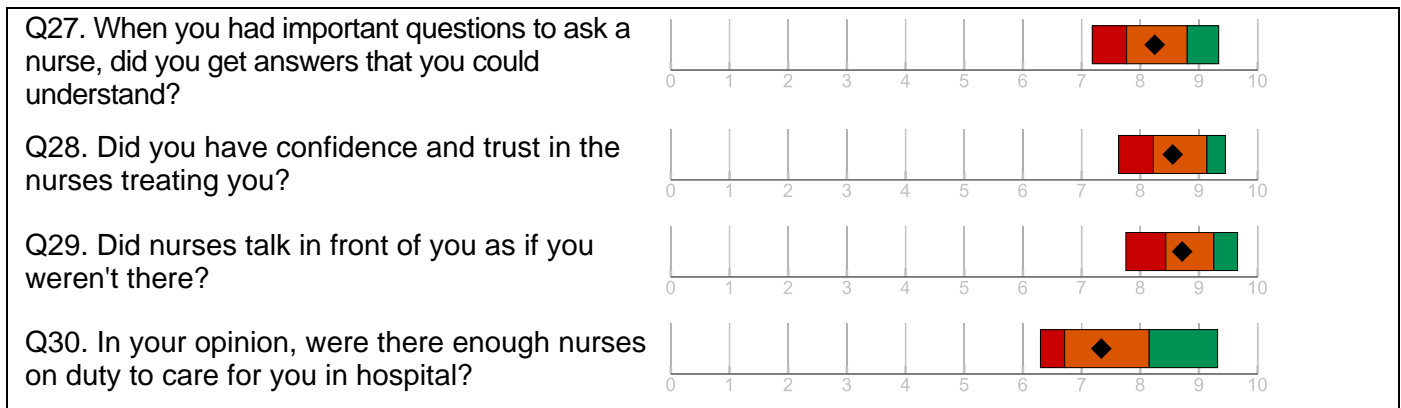 Q27. When you had important questions to ask a
nurse, did you get answers that you could
understand?
0 1 2 3 4 5 6 7 8 9 10
Q28. Did you have confidence and trust in the
nurses treating you?
0 1 2 3 4 5 6 7 8 9 10
Q29. Did nurses talk in front of you as if you
weren't there?
0 1 2 3 4 5 6 7 8 9 10
Q30. In your opinion, were there enough nurses
on duty to care for you in hospital?
0 1 2 3 4 5 6 7 8 9 10